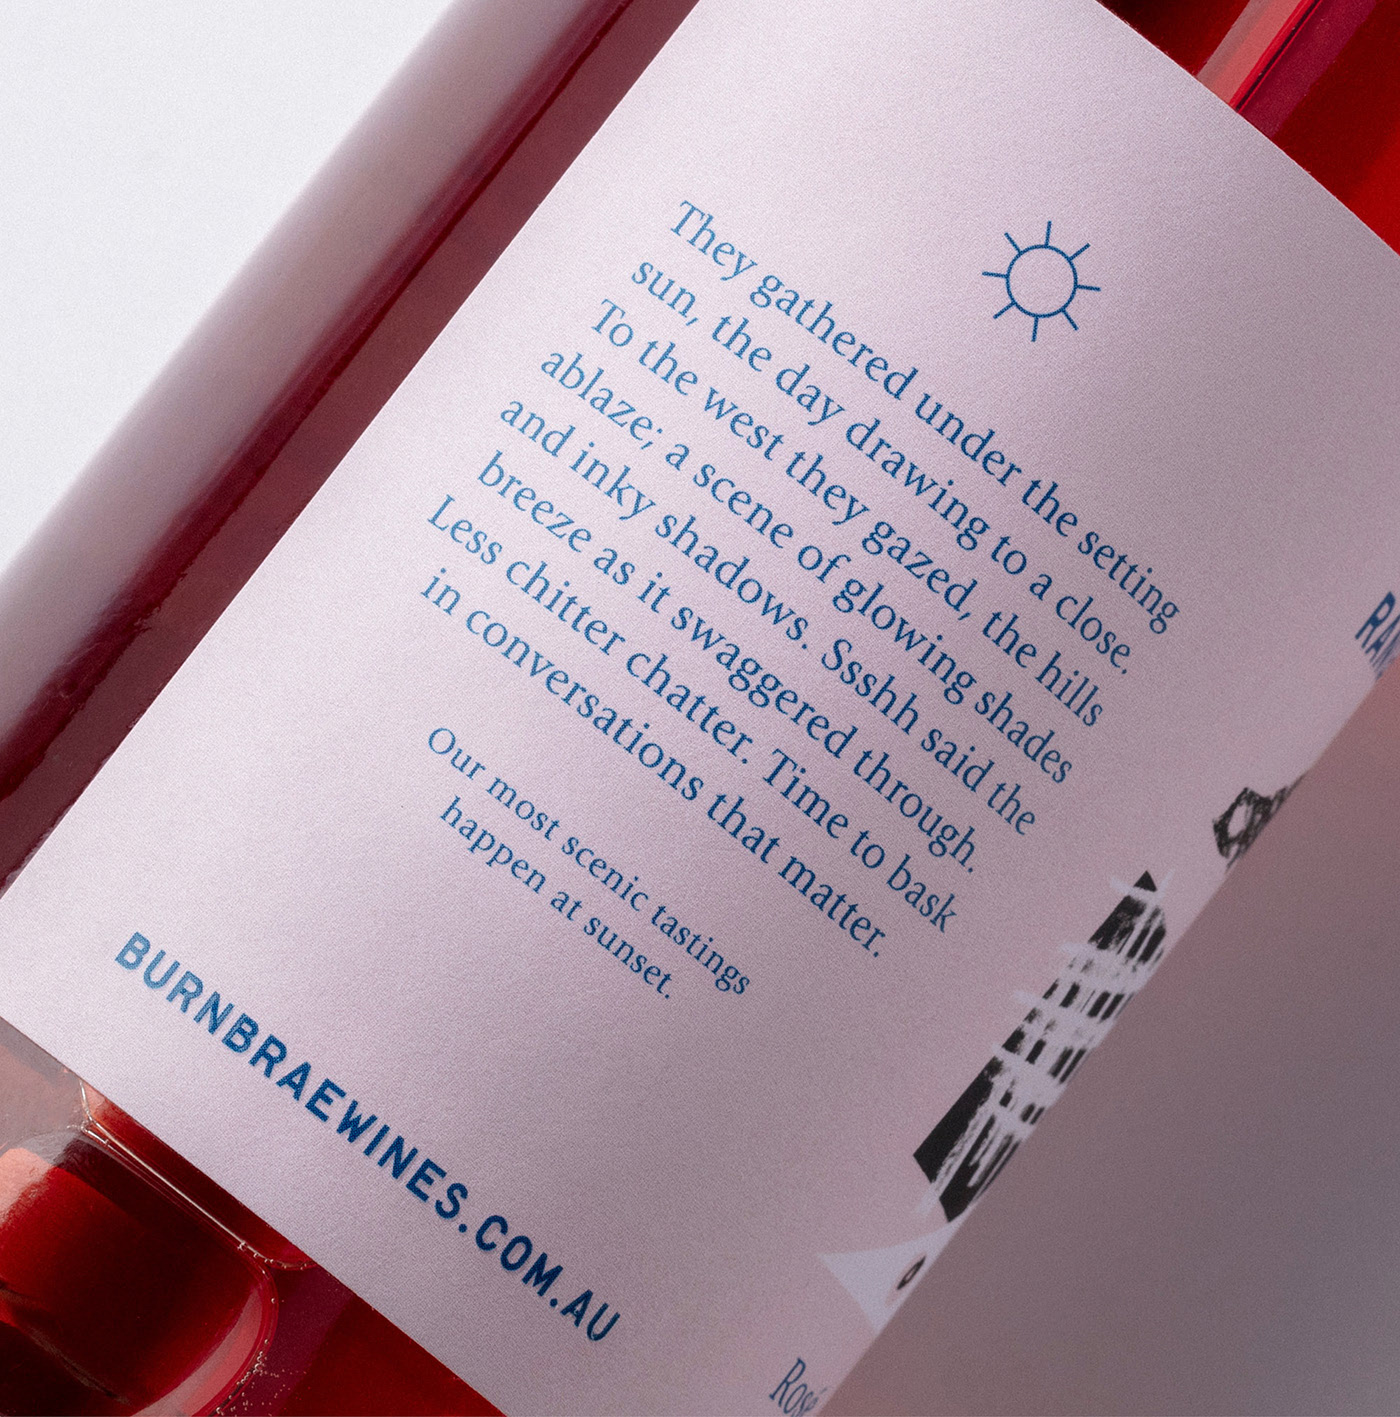 They gathered under the setting
sun, the day drawing to a close.
To the west they gazed, the hills
ablaze; a scene of glowing shades
and inky shadows. Sssshh said the
breeze as it swaggered through.
Less chitter chatter. Time to bask
in conversations that matter.
Our most scenic tastings
happen at sunset.
BURNBRAEWINES.COM.AU
Rosé